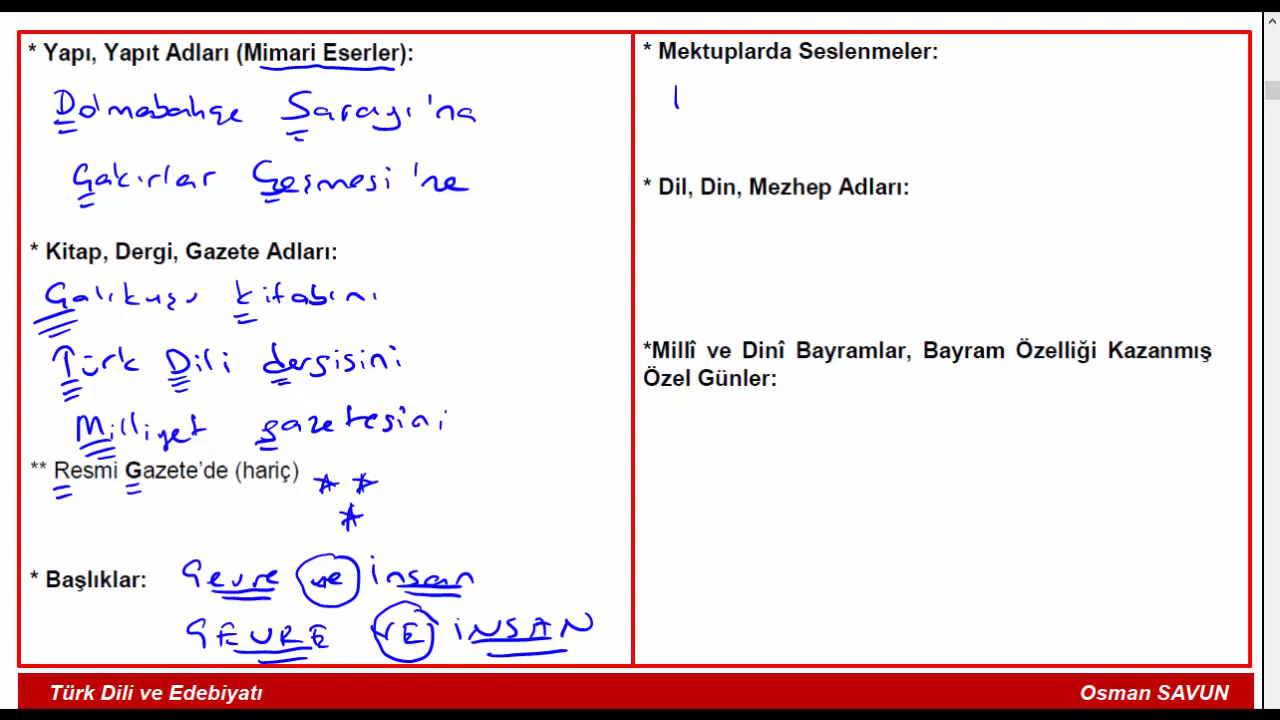 * Yapı, Yapıt Adları (Mimari Eserler):
Dolmabahçe Sarayı'na
Çakırlar Çeşmesi'ne
* Kitap, Dergi, Gazete Adları:
Çalıkuşu kitabını
Türk Dili dergisini
Milliyet gazetesini
** Resmi Gazete'de (hariç)
* Başlıklar: Çevre ve İnsan
ÇEVRE VE İNSAN
* Mektuplarda Seslenmeler:
* Dil, Din, Mezhep Adları:
*Millî ve Dinî Bayramlar, Bayram Özelliği Kazanmış
Özel Günler:
Türk Dili ve Edebiyatı
Osman SAVUN